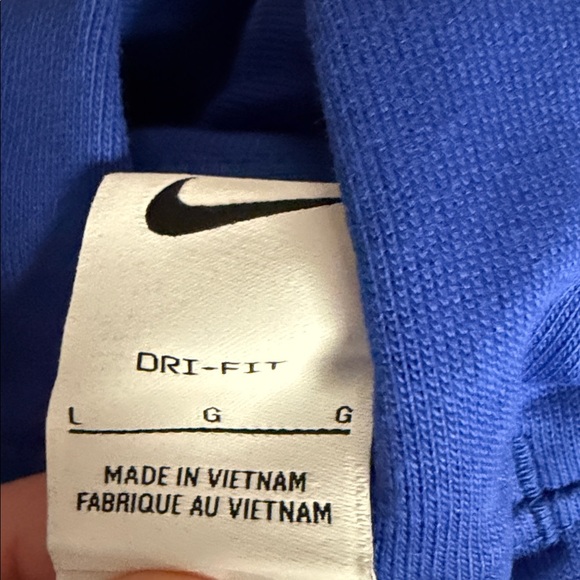 DRI-FIT
L G G
MADE IN VIETNAM
FABRIQUE AU VIETNAM